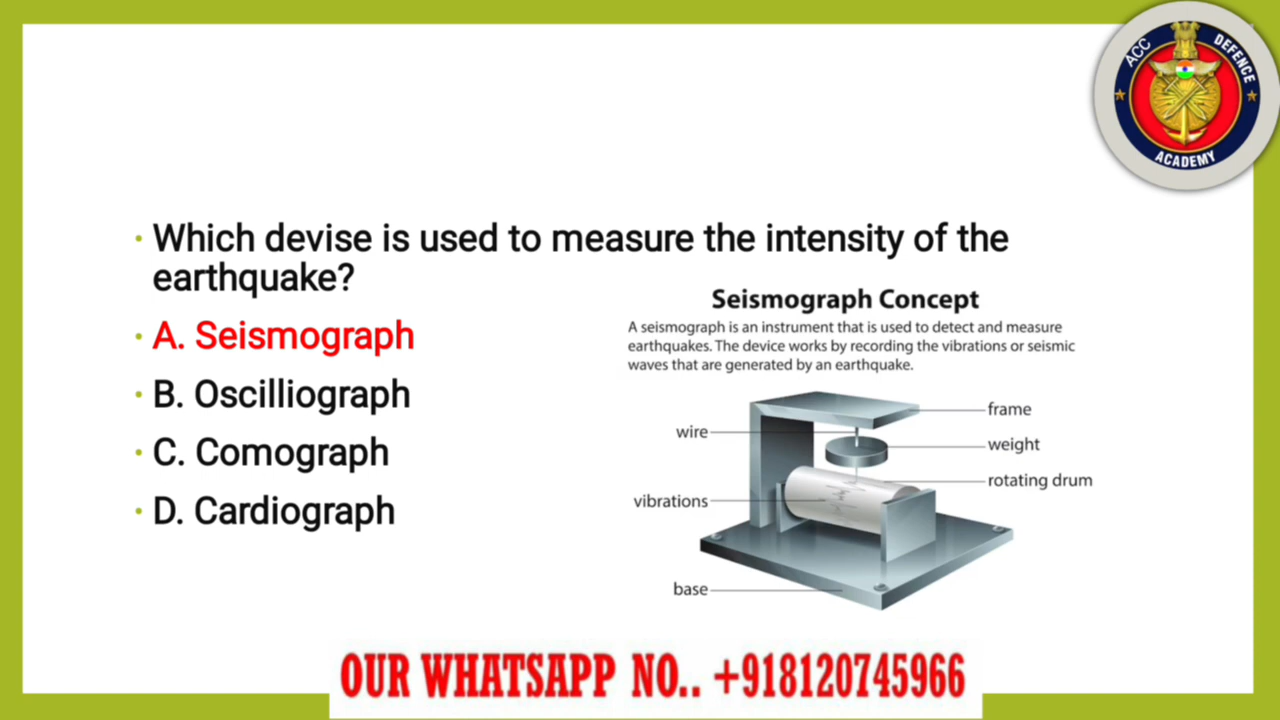 ACC DEFENCE
ACADEMY
• Which devise is used to measure the intensity of the
earthquake?
• A. Seismograph
• B. Oscilliograph
• C. Comograph
• D. Cardiograph
Seismograph Concept
A seismograph is an instrument that is used to detect and measure
earthquakes. The device works by recording the vibrations or seismic
waves that are generated by an earthquake.
frame
wire
weight
rotating drum
vibrations
base
OUR WHATSAPP NO.. +918120745966